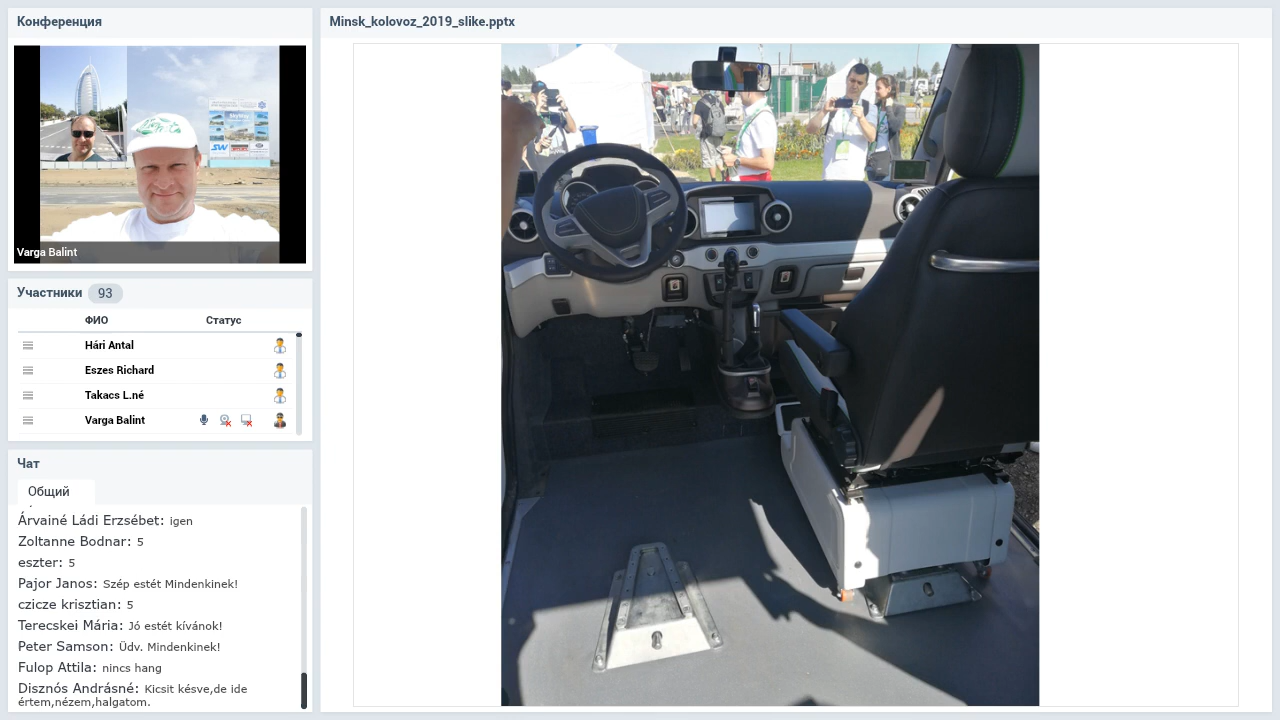 Конференция
Varga Balint
Участники 93
ФИО Статус
Hári Antal
Eszes Richard
Takacs L.né
Varga Balint
Чат
Общий
Árvainé Ládi Erzsébet: igen
Zoltanne Bodnar: 5
eszter: 5
Pajor Janos: Szép estét Mindenkinek!
czicze krisztian: 5
Terecskei Mária: Jó estét kívánok!
Peter Samson: Üdv. Mindenkinek!
Fulop Attila: nincs hang
Disznós Andrásné: Kicsit késve,de ide
értem,nézem,halgatom.
Minsk_kolovoz_2019_slike.pptx
SkyWay
SW